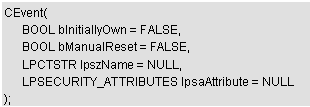 CEvent(
BOOL bInitiallyOwn = FALSE,
BOOL bManualReset = FALSE,
LPCTSTR lpszName = NULL,
LPSECURITY_ATTRIBUTES lpsaAttribute = NULL
);